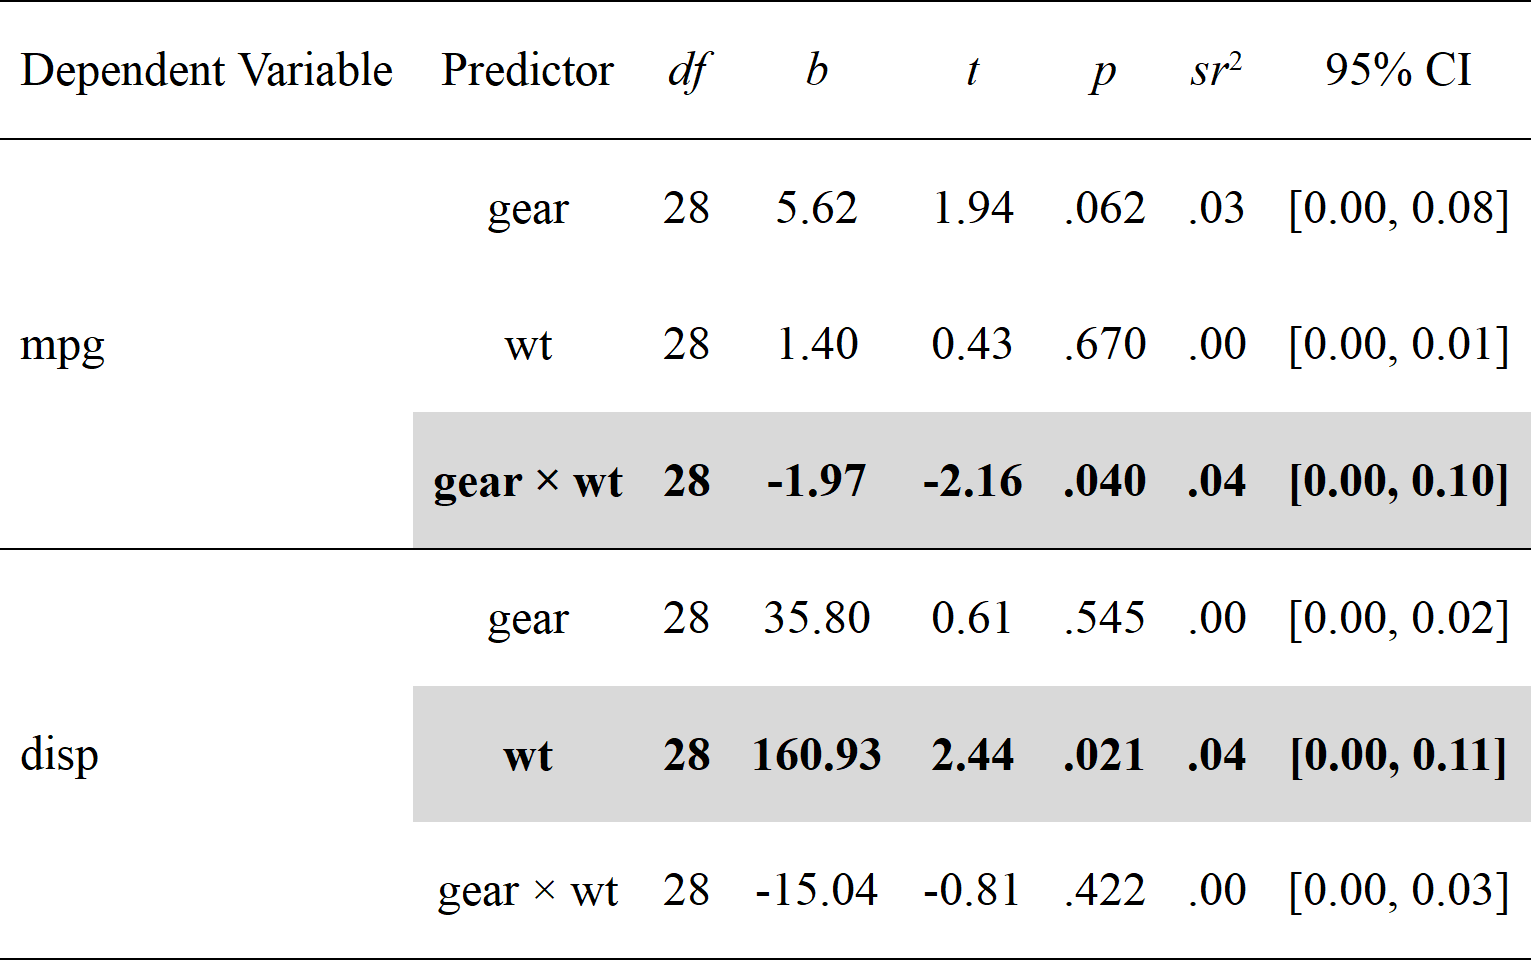 Dependent Variable Predictor df b t p sr² 95% CI
gear 28 5.62 1.94 .062 .03 [0.00, 0.08]
mpg wt 28 1.40 0.43 .670 .00 [0.00, 0.01]
gear × wt 28 -1.97 -2.16 .040 .04 [0.00, 0.10]
gear 28 35.80 0.61 .545 .00 [0.00, 0.02]
disp wt 28 160.93 2.44 .021 .04 [0.00, 0.11]
gear × wt 28 -15.04 -0.81 .422 .00 [0.00, 0.03]